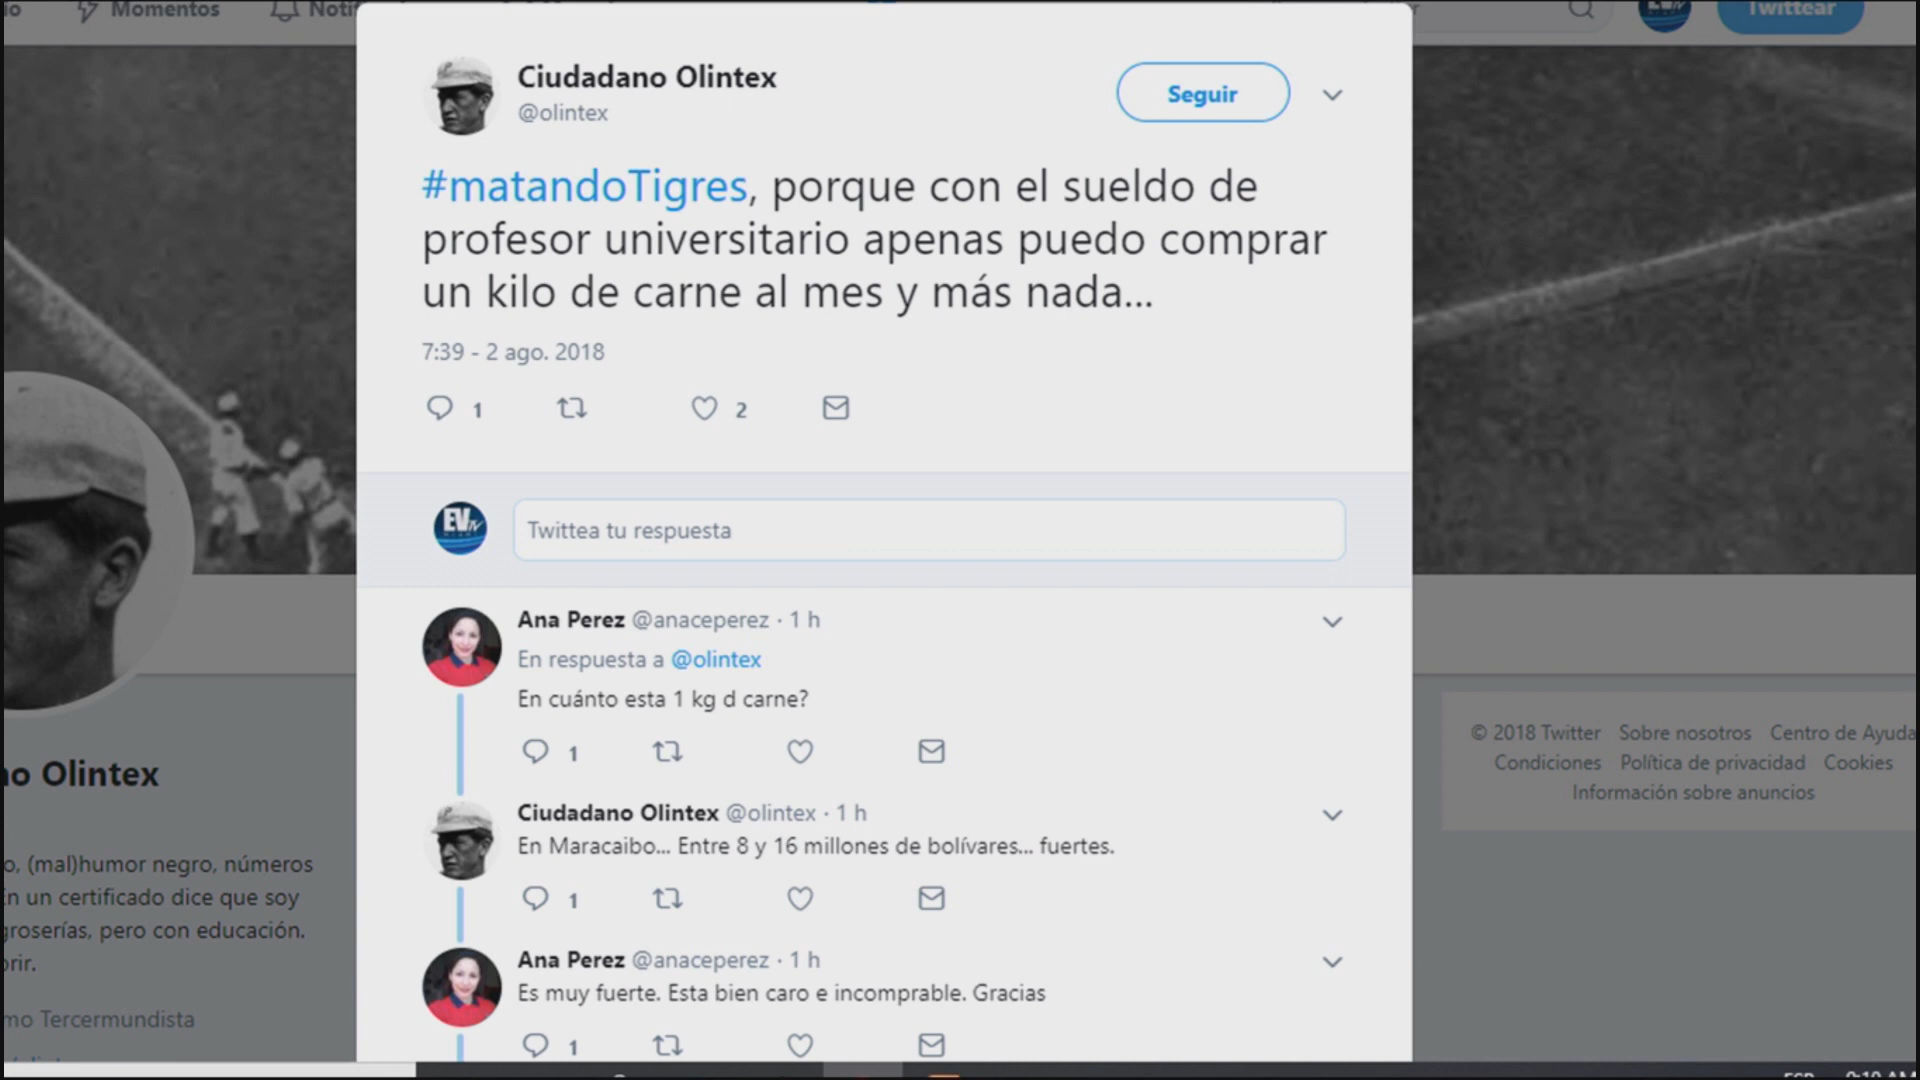 Momentos
Twittear
Ciudadano Olintex
@olintex
Seguir
#matandoTigres, porque con el sueldo de
profesor universitario apenas puedo comprar
un kilo de carne al mes y más nada...
7:39 - 2 ago. 2018
1
2
EVtv
Twittea tu respuesta
Ana Perez @anaceperez · 1 h
En respuesta a @olintex
En cuánto esta 1 kg d carne?
1
Ciudadano Olintex @olintex · 1 h
En Maracaibo... Entre 8 y 16 millones de bolívares... fuertes.
1
Ana Perez @anaceperez · 1 h
Es muy fuerte. Esta bien caro e incomprable. Gracias
1
Olintex
(mal)humor negro, números
un certificado dice que soy
groserías, pero con educación.
Tercermundista
© 2018 Twitter Sobre nosotros Centro de Ayuda
Condiciones Política de privacidad Cookies
Información sobre anuncios